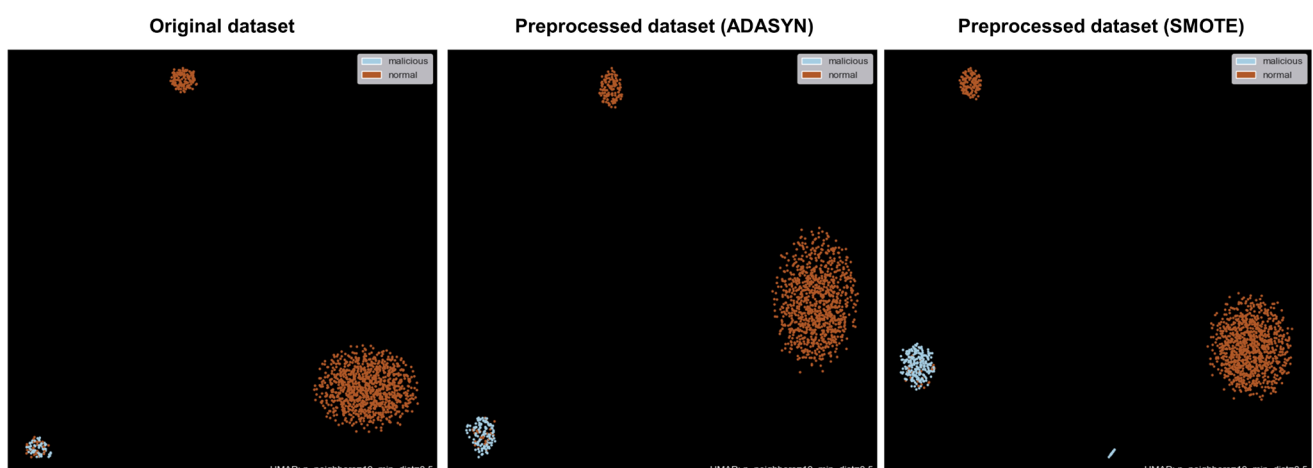 Original dataset
malicious
normal
Preprocessed dataset (ADASYN)
malicious
normal
Preprocessed dataset (SMOTE)
malicious
normal